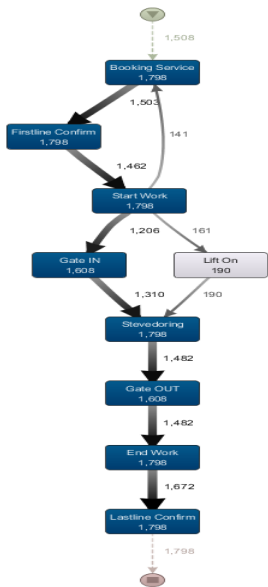 1,508
Booking Service
1,798
1,503
141
Firstline Confirm
1,798
1,462
Start Work
1,798
1,206
161
Gate IN
1,608
Lift On
190
1,310
190
Stevedoring
1,798
1,482
Gate OUT
1,608
1,482
End Work
1,798
1,672
Lastline Confirm
1,798
1,798